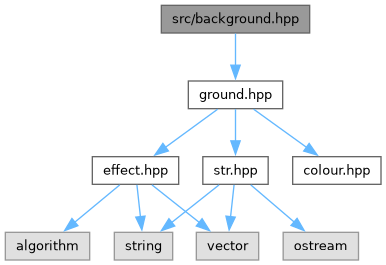 src/background.hpp
ground.hpp
effect.hpp
str.hpp
colour.hpp
algorithm
string
vector
ostream